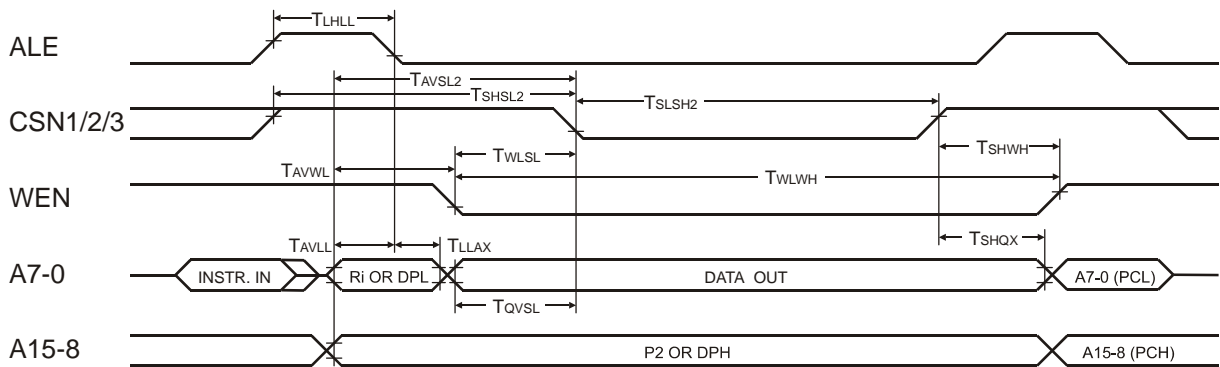 TLHLL
ALE
TAVSL2
TSHSL2
TSLSH2
CSN1/2/3
TWLSL
TSHWH
TAVWL
TWLWH
WEN
TAVLL
TLLAX
TSHQX
A7-0
INSTR. IN
Ri OR DPL
DATA OUT
A7-0 (PCL)
TQVSL
A15-8
P2 OR DPH
A15-8 (PCH)